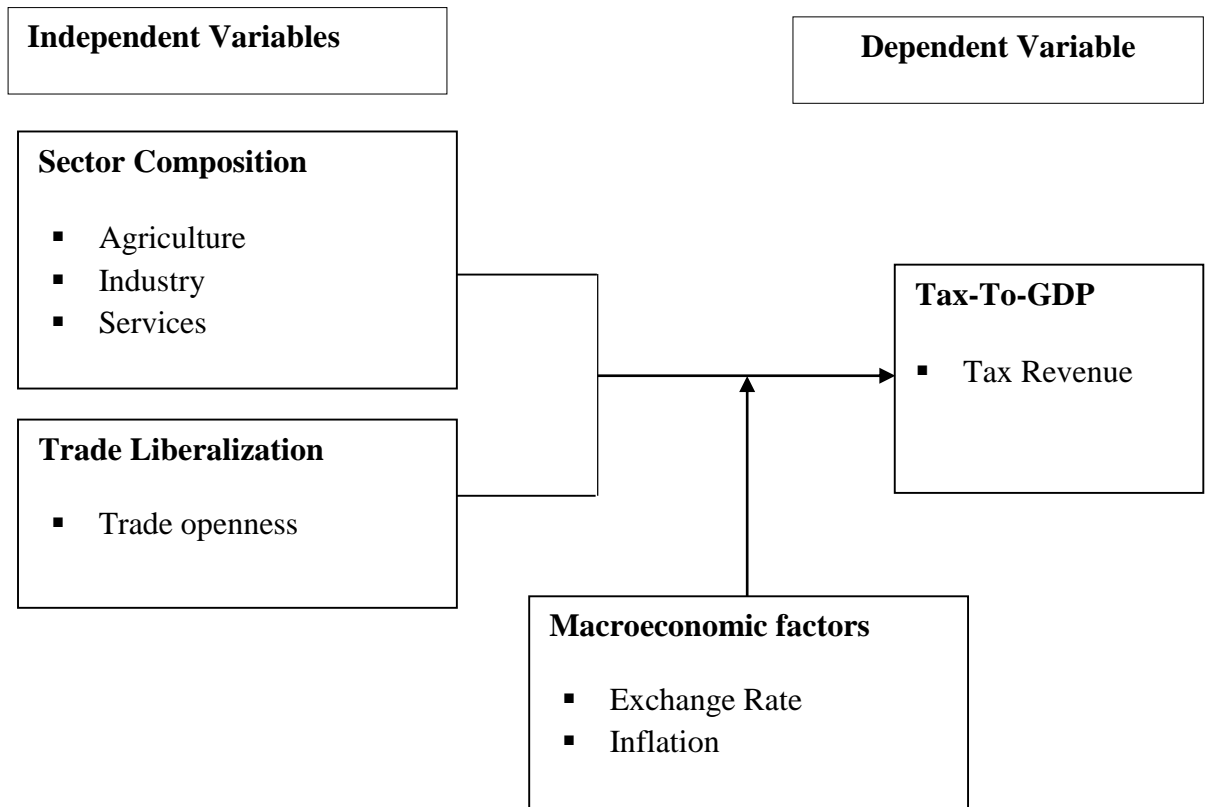 Independent Variables
Dependent Variable
Sector Composition
▪ Agriculture
▪ Industry
▪ Services
Tax-To-GDP
▪ Tax Revenue
Trade Liberalization
▪ Trade openness
Macroeconomic factors
▪ Exchange Rate
▪ Inflation